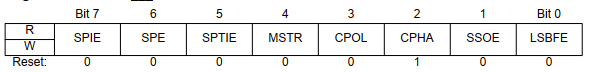 Bit 7 6 5 4 3 2 1 Bit 0
R
W
SPIE SPE SPTIE MSTR CPOL CPHA SSOE LSBFE
Reset: 0 0 0 0 0 1 0 0